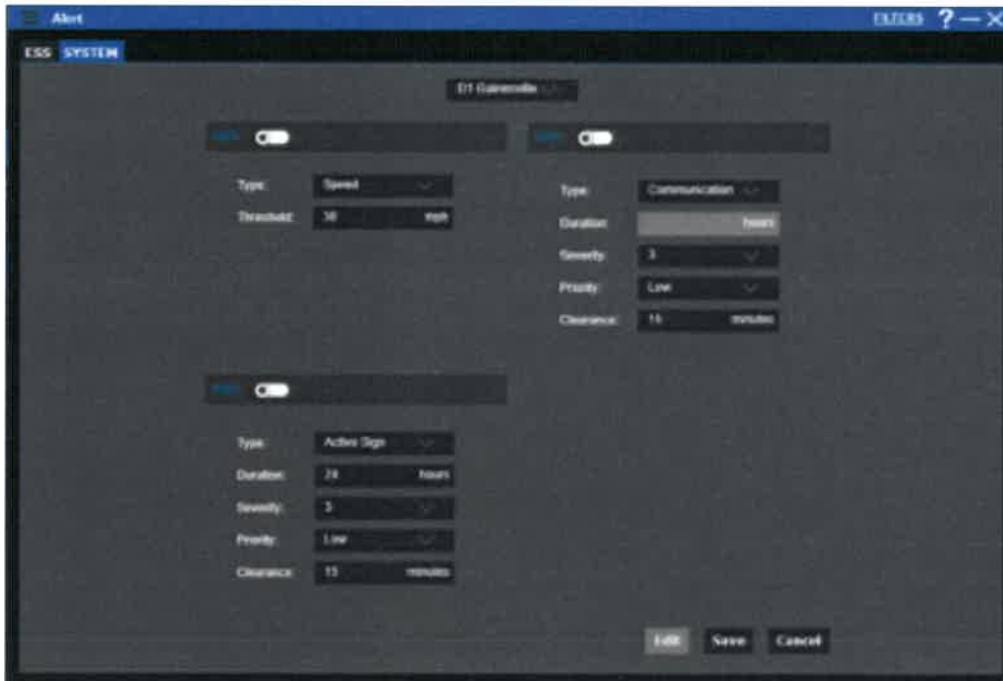 Alert FILTERS ? — X
ESS SYSTEM
D1 Gainesville
Type: Speed
Threshold: 30 mph
Type: Communication
Duration: hours
Severity: 3
Priority: Low
Clearance: 15 minutes
Type: Active Sign
Duration: 24 hours
Severity: 3
Priority: Low
Clearance: 15 minutes
Edit Save Cancel